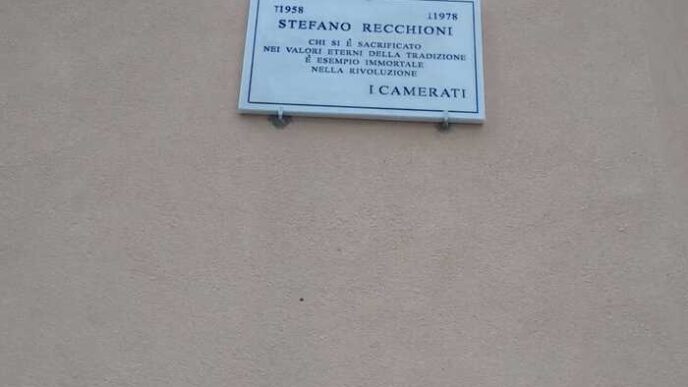 1958 1978
STEFANO RECCHIONI
CHI SI È SACRIFICATO
NEI VALORI ETERNI DELLA TRADIZIONE
È ESEMPIO IMMORTALE
NELLA RIVOLUZIONE
I CAMERATI